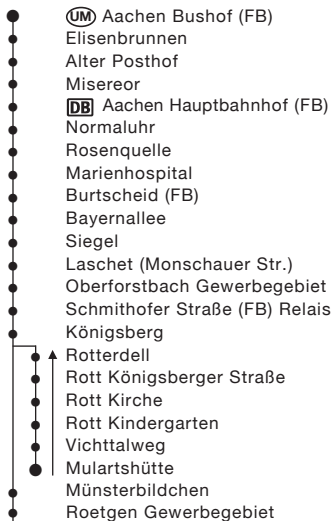 UM Aachen Bushof (FB)
Elisenbrunnen
Alter Posthof
Misereor
DB Aachen Hauptbahnhof (FB)
Normaluhr
Rosenquelle
Marienhospital
Burtscheid (FB)
Bayernallee
Siegel
Laschet (Monschauer Str.)
Oberforstbach Gewerbegebiet
Schmithofer Straße (FB) Relais
Königsberg
Rotterdell
Rott Königsberger Straße
Rott Kirche
Rott Kindergarten
Vichttalweg
Mulartshütte
Münsterbildchen
Roetgen Gewerbegebiet